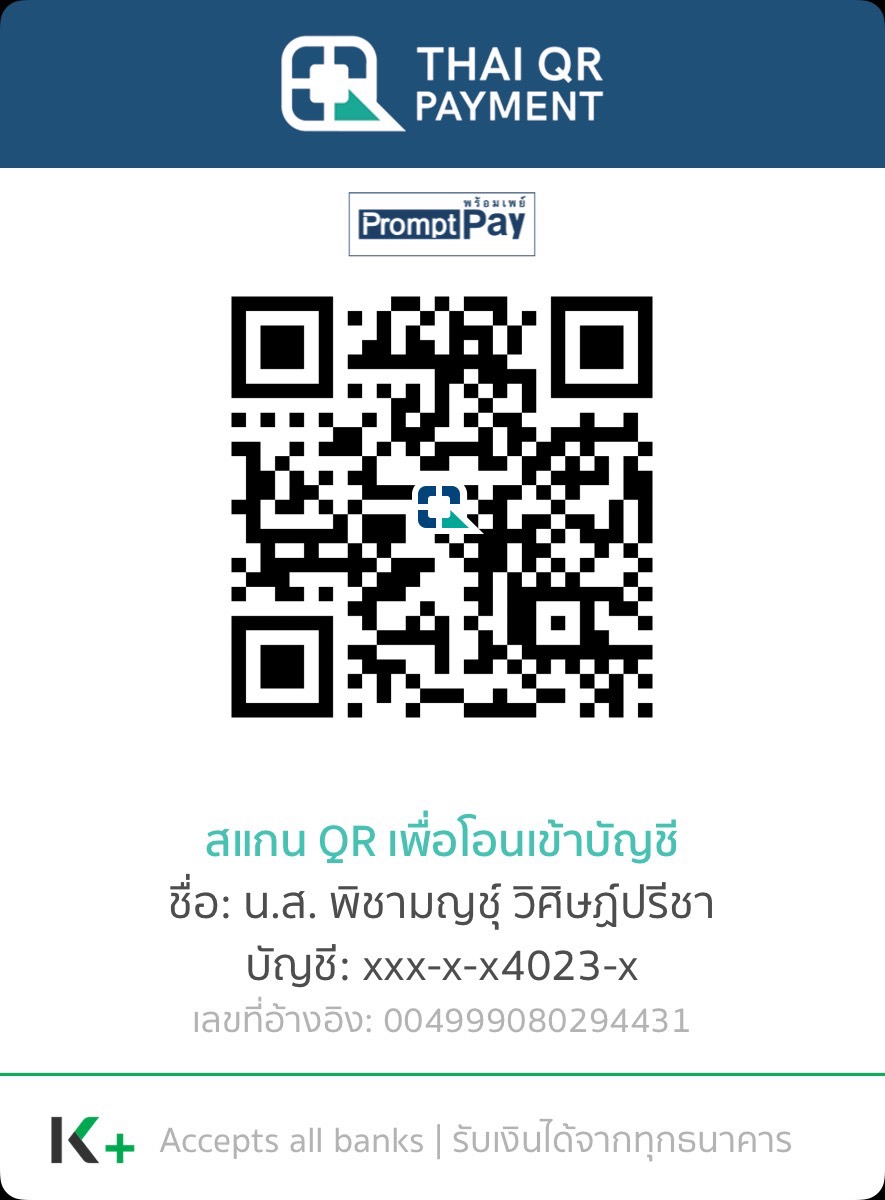 THAI QR
PAYMENT
พร้อมเพย์
PromptPay
สแกน QR เพื่อโอนเข้าบัญชี
ชื่อ: น.ส. พิชามญชุ์ วิศิษฏ์ปรีชา
บัญชี: xxx-x-x4023-x
เลขที่อ้างอิง: 004999080294431
K+ Accepts all banks | รับเงินได้จากทุกธนาคาร